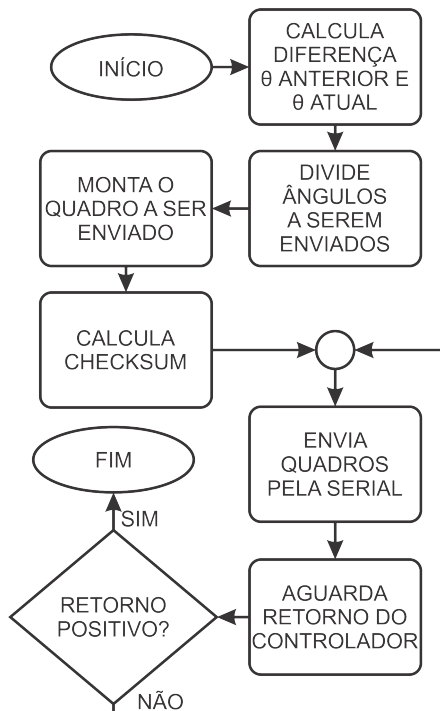 INÍCIO
CALCULA
DIFERENÇA
θ ANTERIOR E
θ ATUAL
DIVIDE
ÂNGULOS
A SEREM
ENVIADOS
MONTA O
QUADRO A SER
ENVIADO
CALCULA
CHECKSUM
ENVIA
QUADROS
PELA SERIAL
AGUARDA
RETORNO DO
CONTROLADOR
RETORNO
POSITIVO?
SIM
FIM
NÃO